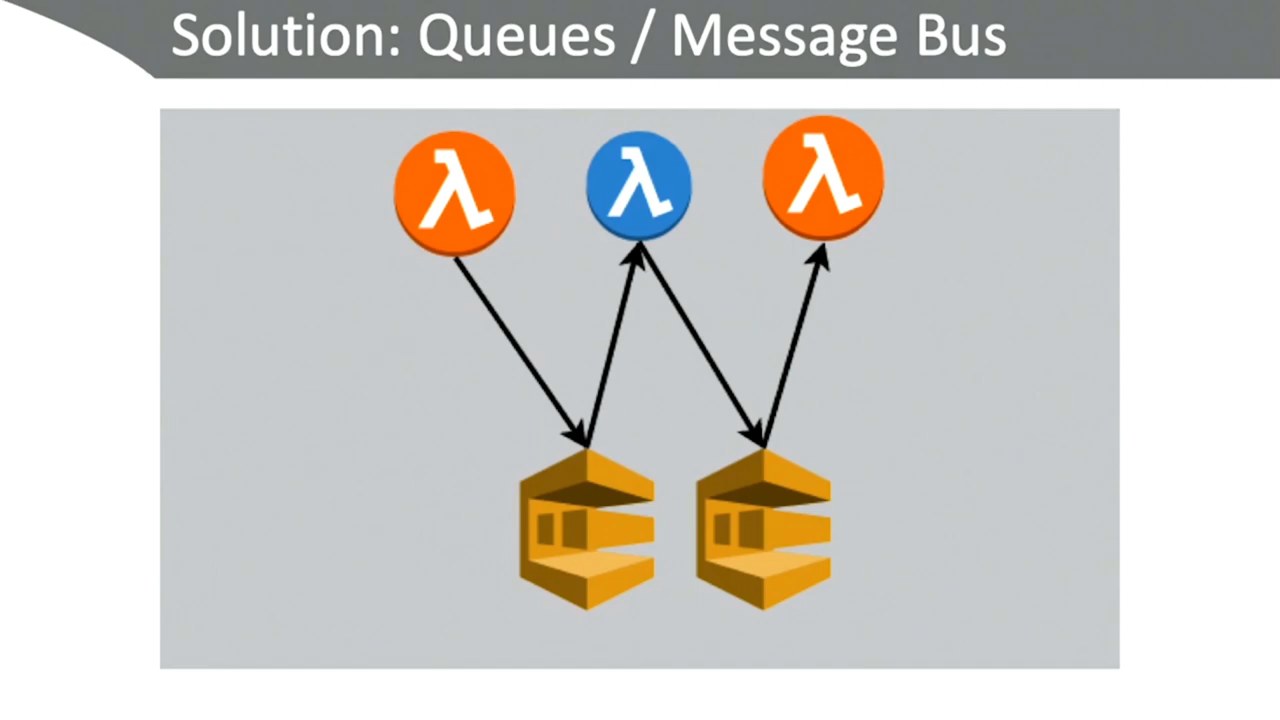 Solution: Queues / Message Bus
λ λ λ